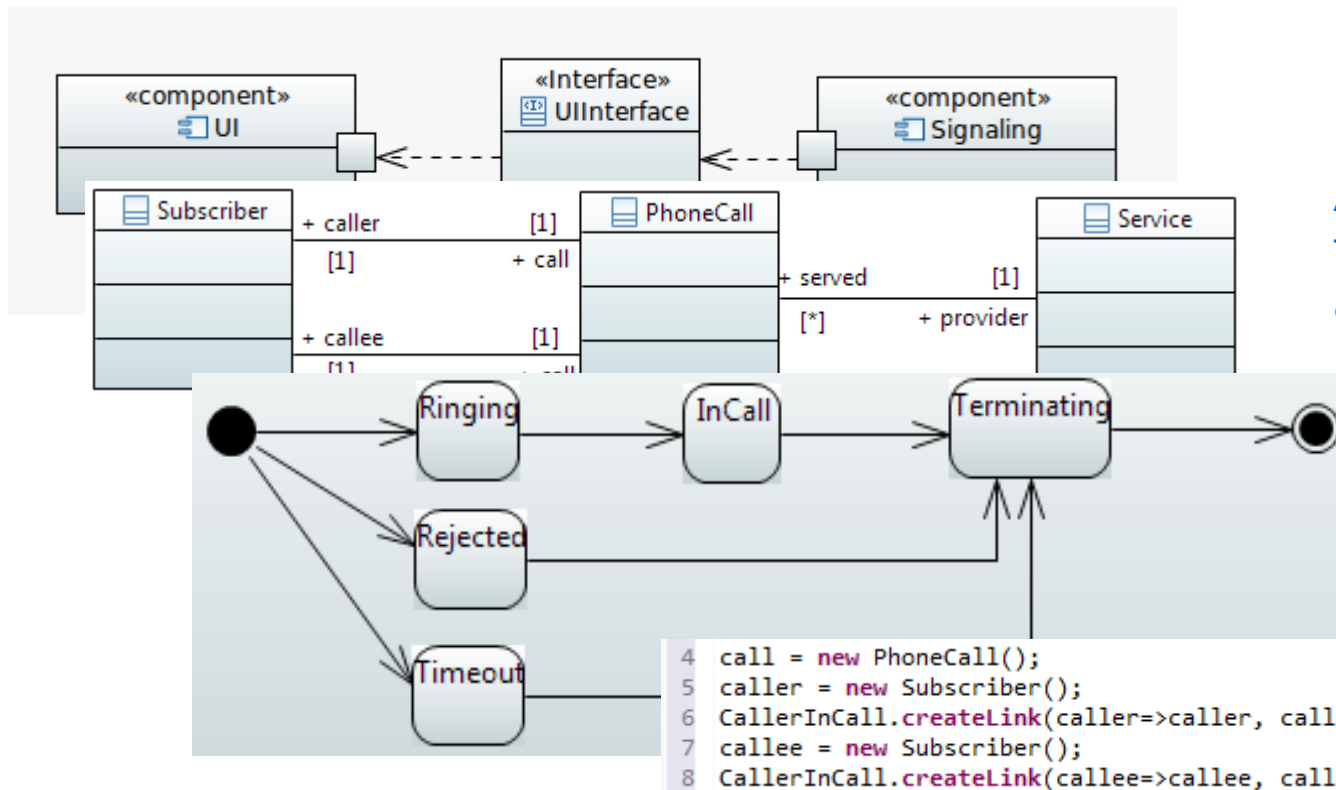 «component»
UI
«Interface»
UIInterface
«component»
Signaling
Subscriber
PhoneCall
Service
+ caller
[1]
[1]
+ call
+ served
[1]
[*]
+ provider
+ callee
[1]
[1]
+ call
Ringing
InCall
Terminating
Rejected
Timeout
4 call = new PhoneCall();
5 caller = new Subscriber();
6 CallerInCall.createLink(caller=>caller, call
7 callee = new Subscriber();
8 CallerInCall.createLink(callee=>callee, call